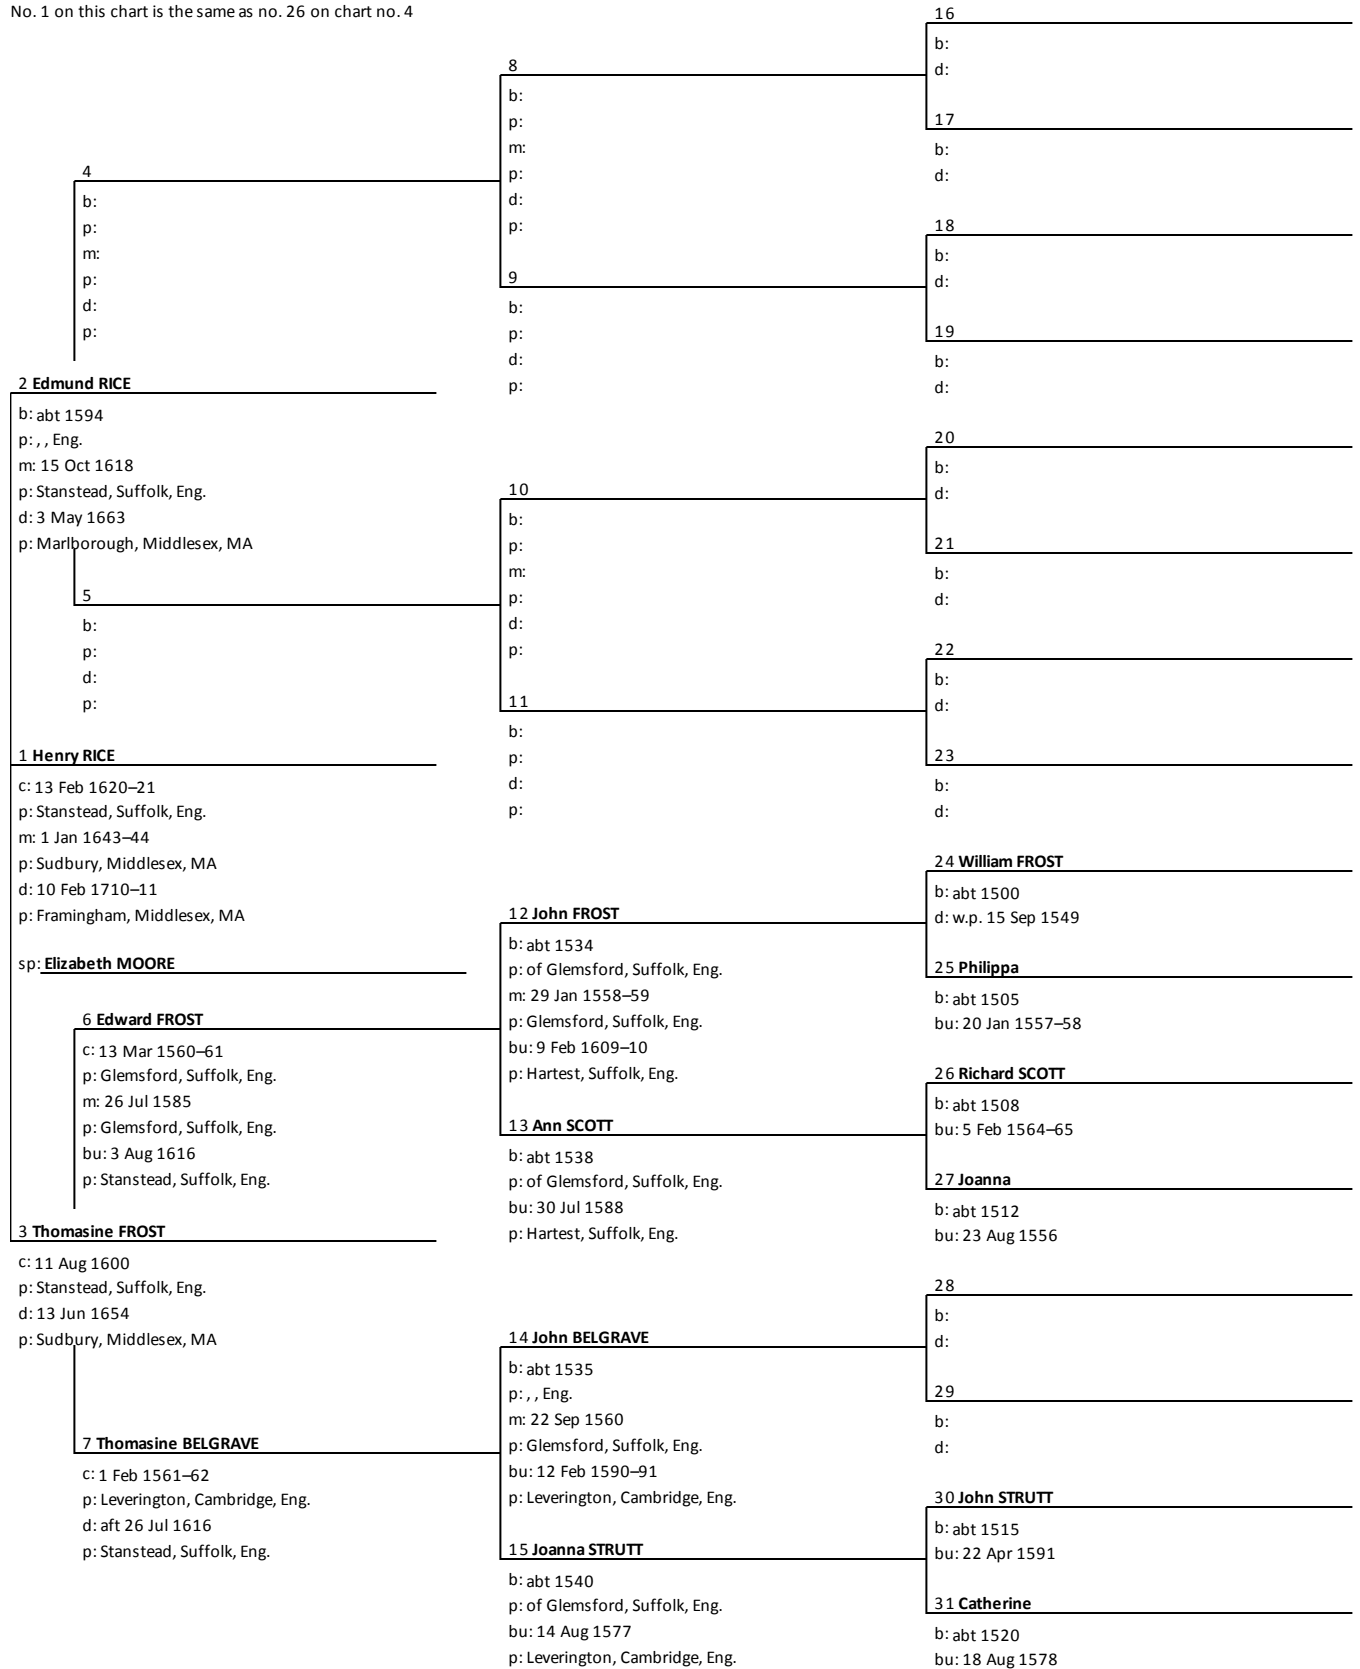 No. 1 on this chart is the same as no. 26 on chart no. 4
16
b:
d:
8
b:
p:
m:
p:
d:
p:
17
b:
d:
4
b:
p:
m:
p:
d:
p:
18
b:
d:
9
b:
p:
d:
p:
19
b:
d:
2 Edmund RICE
b: abt 1594
p: , , Eng.
m: 15 Oct 1618
p: Stanstead, Suffolk, Eng.
d: 3 May 1663
p: Marlborough, Middlesex, MA
20
b:
d:
10
b:
p:
m:
p:
d:
p:
21
b:
d:
5
b:
p:
d:
p:
22
b:
d:
11
b:
p:
d:
p:
23
b:
d:
1 Henry RICE
c: 13 Feb 1620–21
p: Stanstead, Suffolk, Eng.
m: 1 Jan 1643–44
p: Sudbury, Middlesex, MA
d: 10 Feb 1710–11
p: Framingham, Middlesex, MA
sp: Elizabeth MOORE
24 William FROST
b: abt 1500
d: w.p. 15 Sep 1549
12 John FROST
b: abt 1534
p: of Glemsford, Suffolk, Eng.
m: 29 Jan 1558–59
p: Glemsford, Suffolk, Eng.
bu: 9 Feb 1609–10
p: Hartest, Suffolk, Eng.
25 Philippa
b: abt 1505
bu: 20 Jan 1557–58
6 Edward FROST
c: 13 Mar 1560–61
p: Glemsford, Suffolk, Eng.
m: 26 Jul 1585
p: Glemsford, Suffolk, Eng.
bu: 3 Aug 1616
p: Stanstead, Suffolk, Eng.
26 Richard SCOTT
b: abt 1508
bu: 5 Feb 1564–65
13 Ann SCOTT
b: abt 1538
p: of Glemsford, Suffolk, Eng.
bu: 30 Jul 1588
p: Hartest, Suffolk, Eng.
27 Joanna
b: abt 1512
bu: 23 Aug 1556
3 Thomasine FROST
c: 11 Aug 1600
p: Stanstead, Suffolk, Eng.
d: 13 Jun 1654
p: Sudbury, Middlesex, MA
28
b:
d:
14 John BELGRAVE
b: abt 1535
p: , , Eng.
m: 22 Sep 1560
p: Glemsford, Suffolk, Eng.
bu: 12 Feb 1590–91
p: Leverington, Cambridge, Eng.
29
b:
d:
7 Thomasine BELGRAVE
c: 1 Feb 1561–62
p: Leverington, Cambridge, Eng.
d: aft 26 Jul 1616
p: Stanstead, Suffolk, Eng.
30 John STRUTT
b: abt 1515
bu: 22 Apr 1591
15 Joanna STRUTT
b: abt 1540
p: of Glemsford, Suffolk, Eng.
bu: 14 Aug 1577
p: Leverington, Cambridge, Eng.
31 Catherine
b: abt 1520
bu: 18 Aug 1578